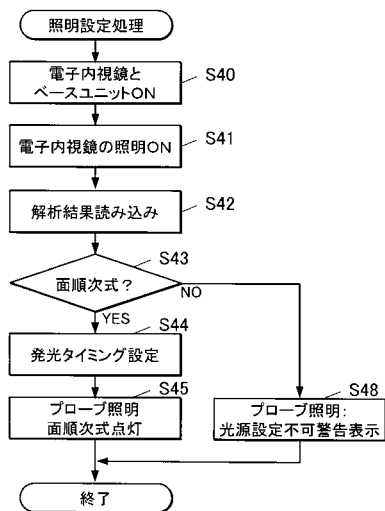 照明設定処理
電子内視鏡と
ベースユニットON
S40
電子内視鏡の照明ON
S41
解析結果読み込み
S42
面順次式？
S43
NO
YES
発光タイミング設定
S44
プローブ照明
面順次式点灯
S45
プローブ照明：
光源設定不可警告表示
S48
終了